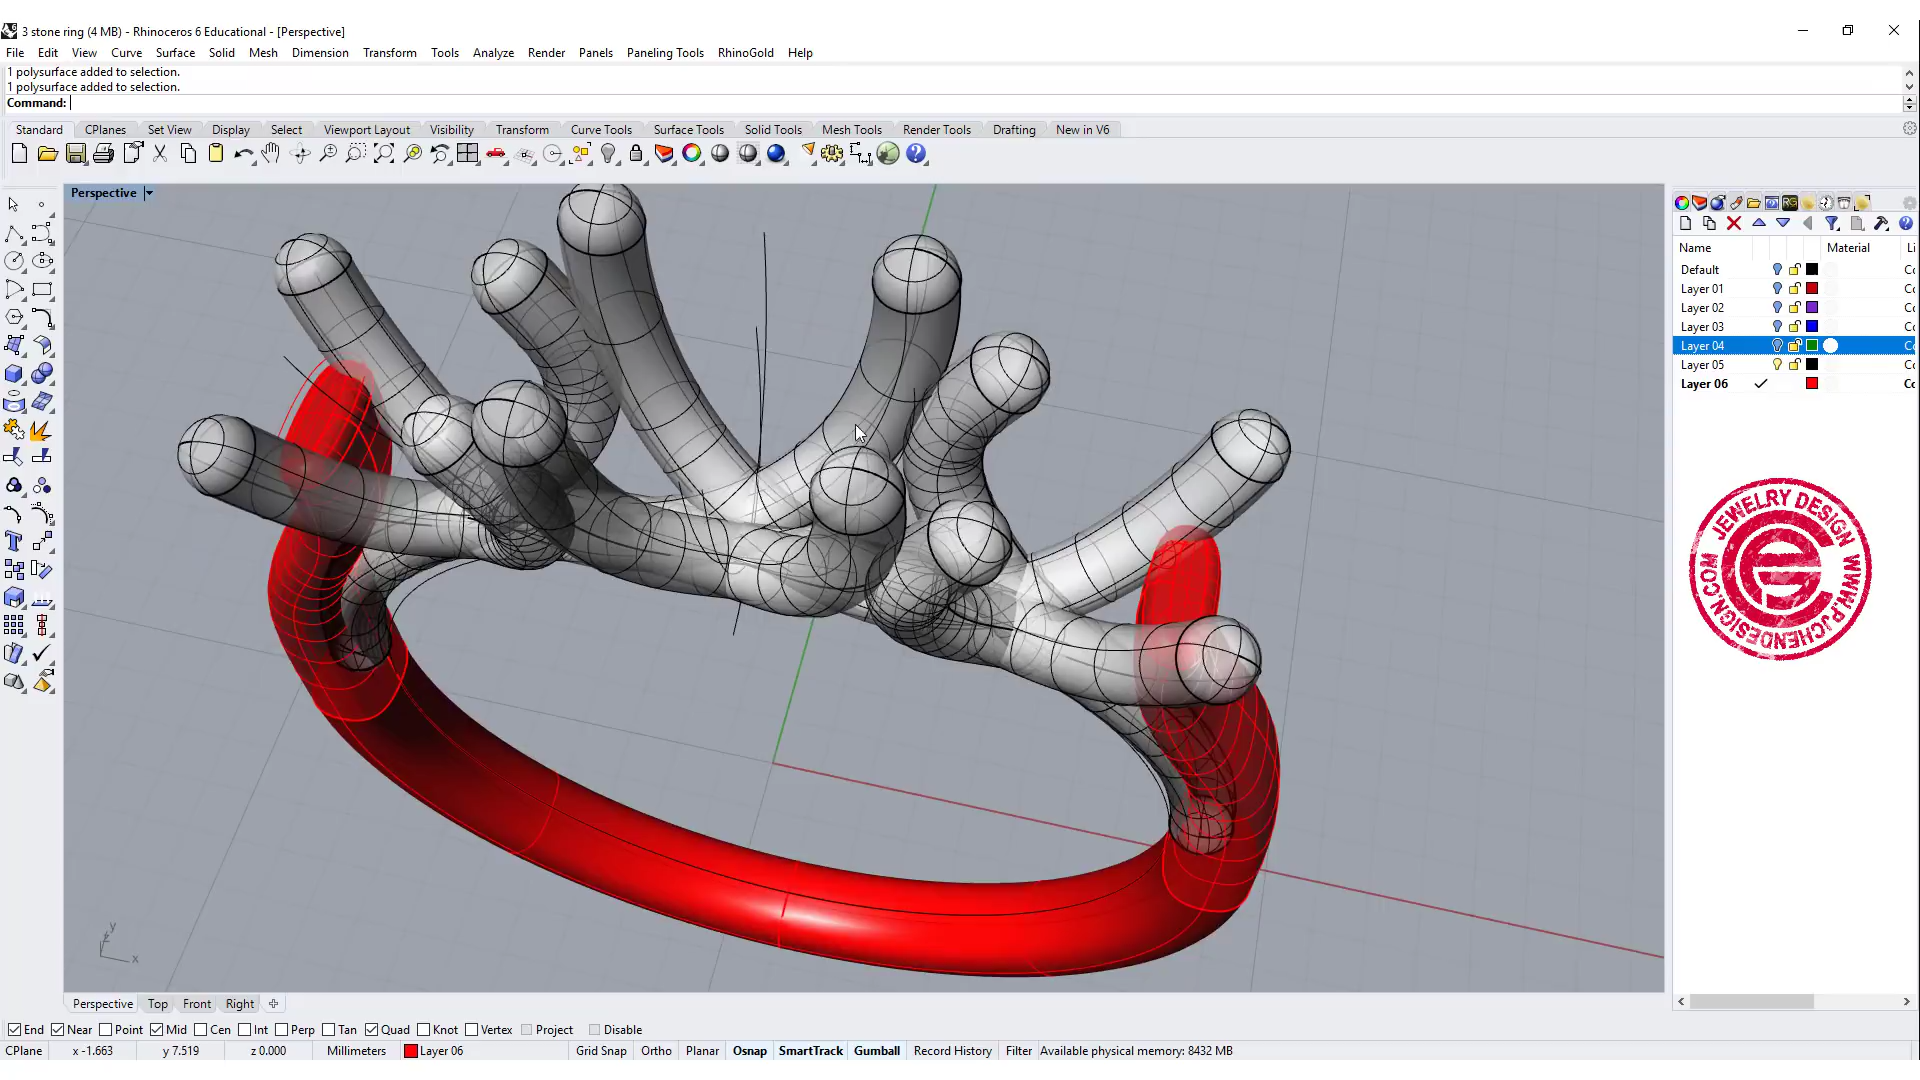 3 stone ring (4 MB) - Rhinoceros 6 Educational - [Perspective]
File Edit View Curve Surface Solid Mesh Dimension Transform Tools Analyze Render Panels Paneling Tools RhinoGold Help
1 polysurface added to selection.
1 polysurface added to selection.
Command:
Standard CPlanes Set View Display Select Viewport Layout Visibility Transform Curve Tools Surface Tools Solid Tools Mesh Tools Render Tools Drafting New in V6
Perspective
Name Material Li
Default
Layer 01
Layer 02
Layer 03
Layer 04
Layer 05
Layer 06
JEWELRY DESIGN WWW.PJCHENDESIGN.COM
y
z
x
Perspective Top Front Right
End Near Point Mid Cen Int Perp Tan Quad Knot Vertex Project Disable
CPlane x -1.663 y 7.519 z 0.000 Millimeters Layer 06 Grid Snap Ortho Planar Osnap SmartTrack Gumball Record History Filter Available physical memory: 8432 MB